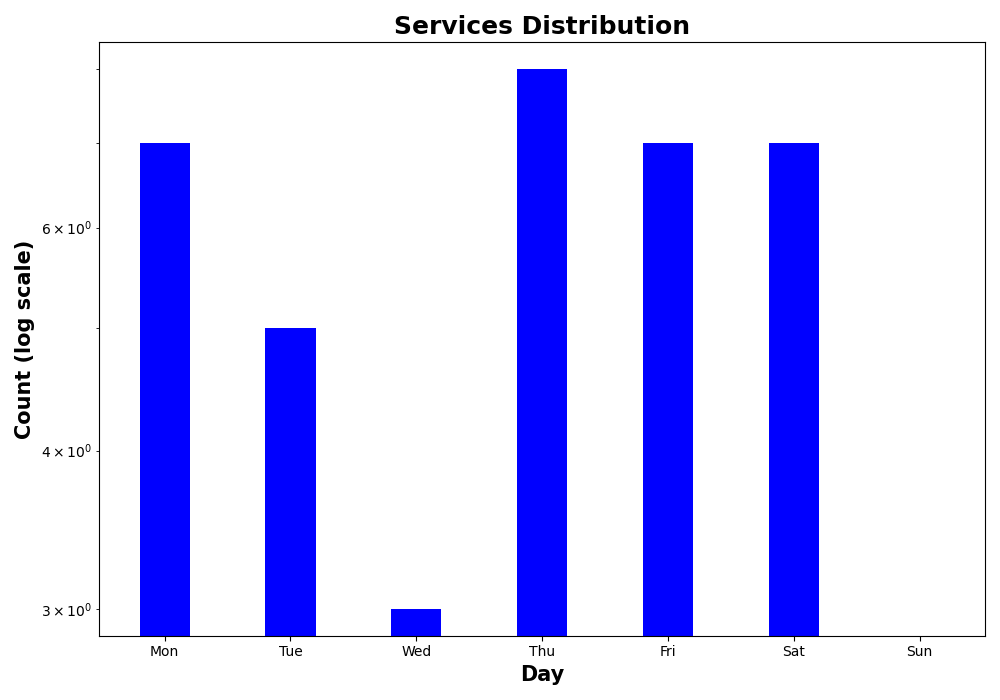 Services Distribution
Count (log scale)
6 × 10⁰
4 × 10⁰
3 × 10⁰
Mon Tue Wed Thu Fri Sat Sun
Day